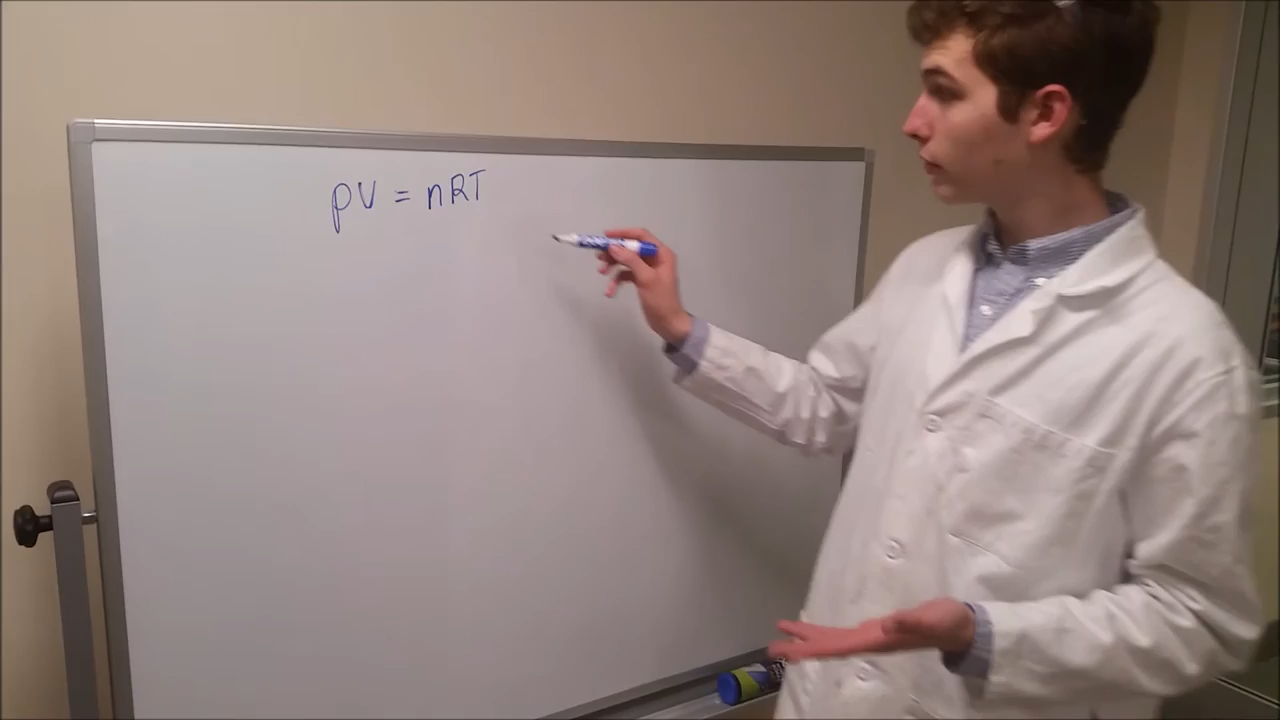 pV = nRT